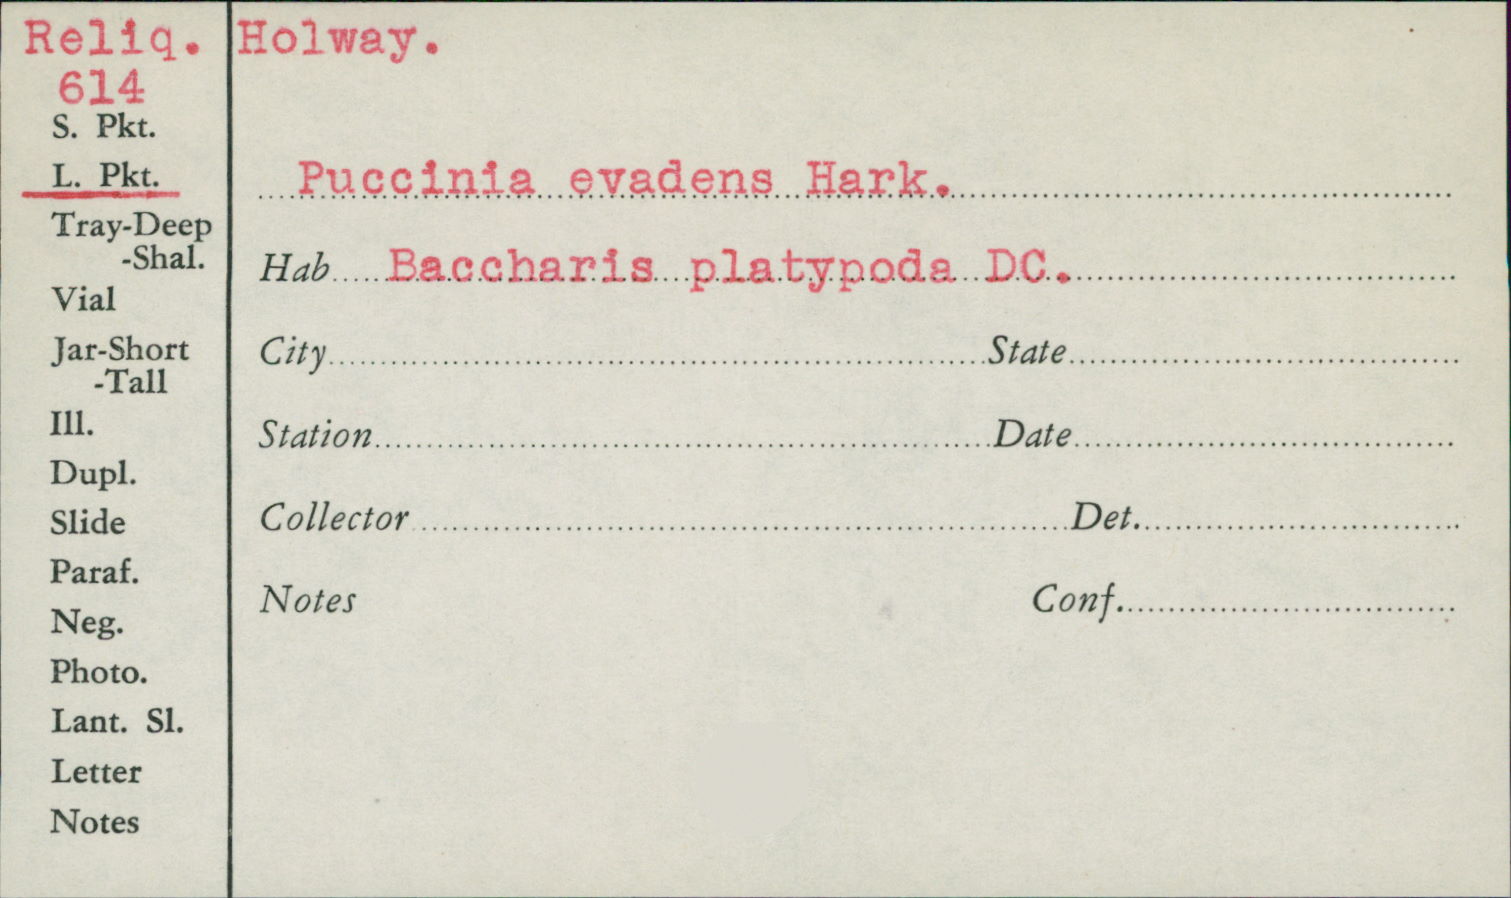 Reliq. Holway.
614
S. Pkt.
L. Pkt.
Puccinia evadens Hark.
Tray-Deep
-Shal.
Hab Baccharis platypoda DC.
Vial
Jar-Short
-Tall
City State
Ill.
Station Date
Dupl.
Slide
Collector Det.
Paraf.
Notes Conf.
Neg.
Photo.
Lant. Sl.
Letter
Notes